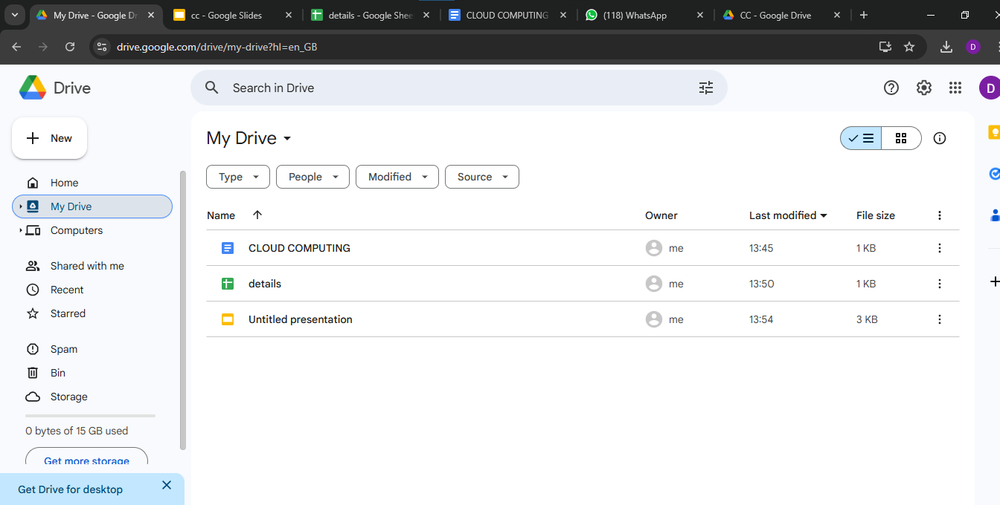 My Drive - Google Dr
cc - Google Slides
details - Google Shee
CLOUD COMPUTING
(118) WhatsApp
CC - Google Drive
drive.google.com/drive/my-drive?hl=en_GB
D
Drive
Search in Drive
D
New
My Drive
Home
My Drive
Computers
Shared with me
Recent
Starred
Spam
Bin
Storage
0 bytes of 15 GB used
Get more storage
Get Drive for desktop
Type People Modified Source
Name Owner Last modified File size
CLOUD COMPUTING me 13:45 1 KB
details me 13:50 1 KB
Untitled presentation me 13:54 3 KB